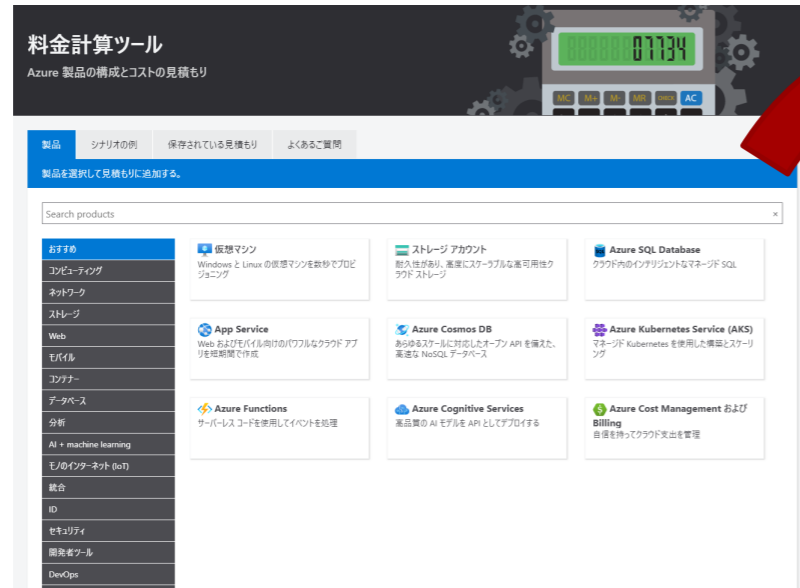 料金計算ツール
Azure 製品の構成とコストの見積もり
07734
MC M+ M- MR CHECK AC
製品 シナリオの例 保存されている見積もり よくあるご質問
製品を選択して見積もりに追加する。
Search products ×
おすすめ
コンピューティング
ネットワーク
ストレージ
Web
モバイル
コンテナー
データベース
分析
AI + machine learning
モノのインターネット (IoT)
統合
ID
セキュリティ
開発者ツール
DevOps
仮想マシン
Windows と Linux の仮想マシンを数秒でプロビ
ジョニング
ストレージ アカウント
耐久性があり、高度にスケーラブルな高可用性ク
ラウド ストレージ
Azure SQL Database
クラウド内のインテリジェントなマネージド SQL
App Service
Web およびモバイル向けのパワフルなクラウド アプ
リを短期間で作成
Azure Cosmos DB
あらゆるスケールに対応したオープン API を備えた、
高速な NoSQL データベース
Azure Kubernetes Service (AKS)
マネージド Kubernetes を使用した構築とスケーリ
ング
Azure Functions
サーバーレス コードを使用してイベントを処理
Azure Cognitive Services
高品質の AI モデルを API としてデプロイする
Azure Cost Management および
Billing
自信を持ってクラウド支出を管理